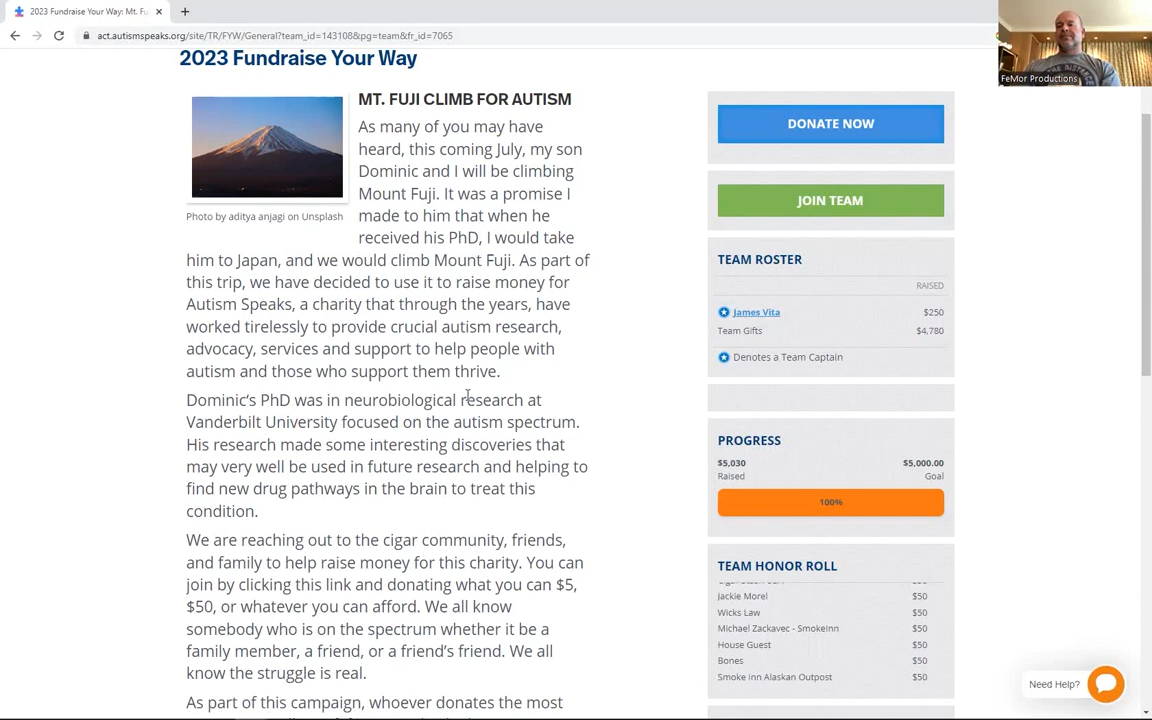 2023 Fundraise Your Way: Mt. Fu
act.autismspeaks.org/site/TR/FYW/General?team_id=143108&pg=team&fr_id=7065
FeMor Productions
2023 Fundraise Your Way
MT. FUJI CLIMB FOR AUTISM
As many of you may have
heard, this coming July, my son
Dominic and I will be climbing
Mount Fuji. It was a promise I
made to him that when he
received his PhD, I would take
Photo by aditya anjagi on Unsplash
him to Japan, and we would climb Mount Fuji. As part of
this trip, we have decided to use it to raise money for
Autism Speaks, a charity that through the years, have
worked tirelessly to provide crucial autism research,
advocacy, services and support to help people with
autism and those who support them thrive.
Dominic's PhD was in neurobiological research at
Vanderbilt University focused on the autism spectrum.
His research made some interesting discoveries that
may very well be used in future research and helping to
find new drug pathways in the brain to treat this
condition.
We are reaching out to the cigar community, friends,
and family to help raise money for this charity. You can
join by clicking this link and donating what you can $5,
$50, or whatever you can afford. We all know
somebody who is on the spectrum whether it be a
family member, a friend, or a friend's friend. We all
know the struggle is real.
As part of this campaign, whoever donates the most
DONATE NOW
JOIN TEAM
TEAM ROSTER
RAISED
James Vita $250
Team Gifts $4,780
Denotes a Team Captain
PROGRESS
$5,030 $5,000.00
Raised Goal
100%
TEAM HONOR ROLL
Jackie Morel $50
Wicks Law $50
Michael Zackavec - SmokeInn $50
House Guest $50
Bones $50
Smoke Inn Alaskan Outpost $50
Need Help?